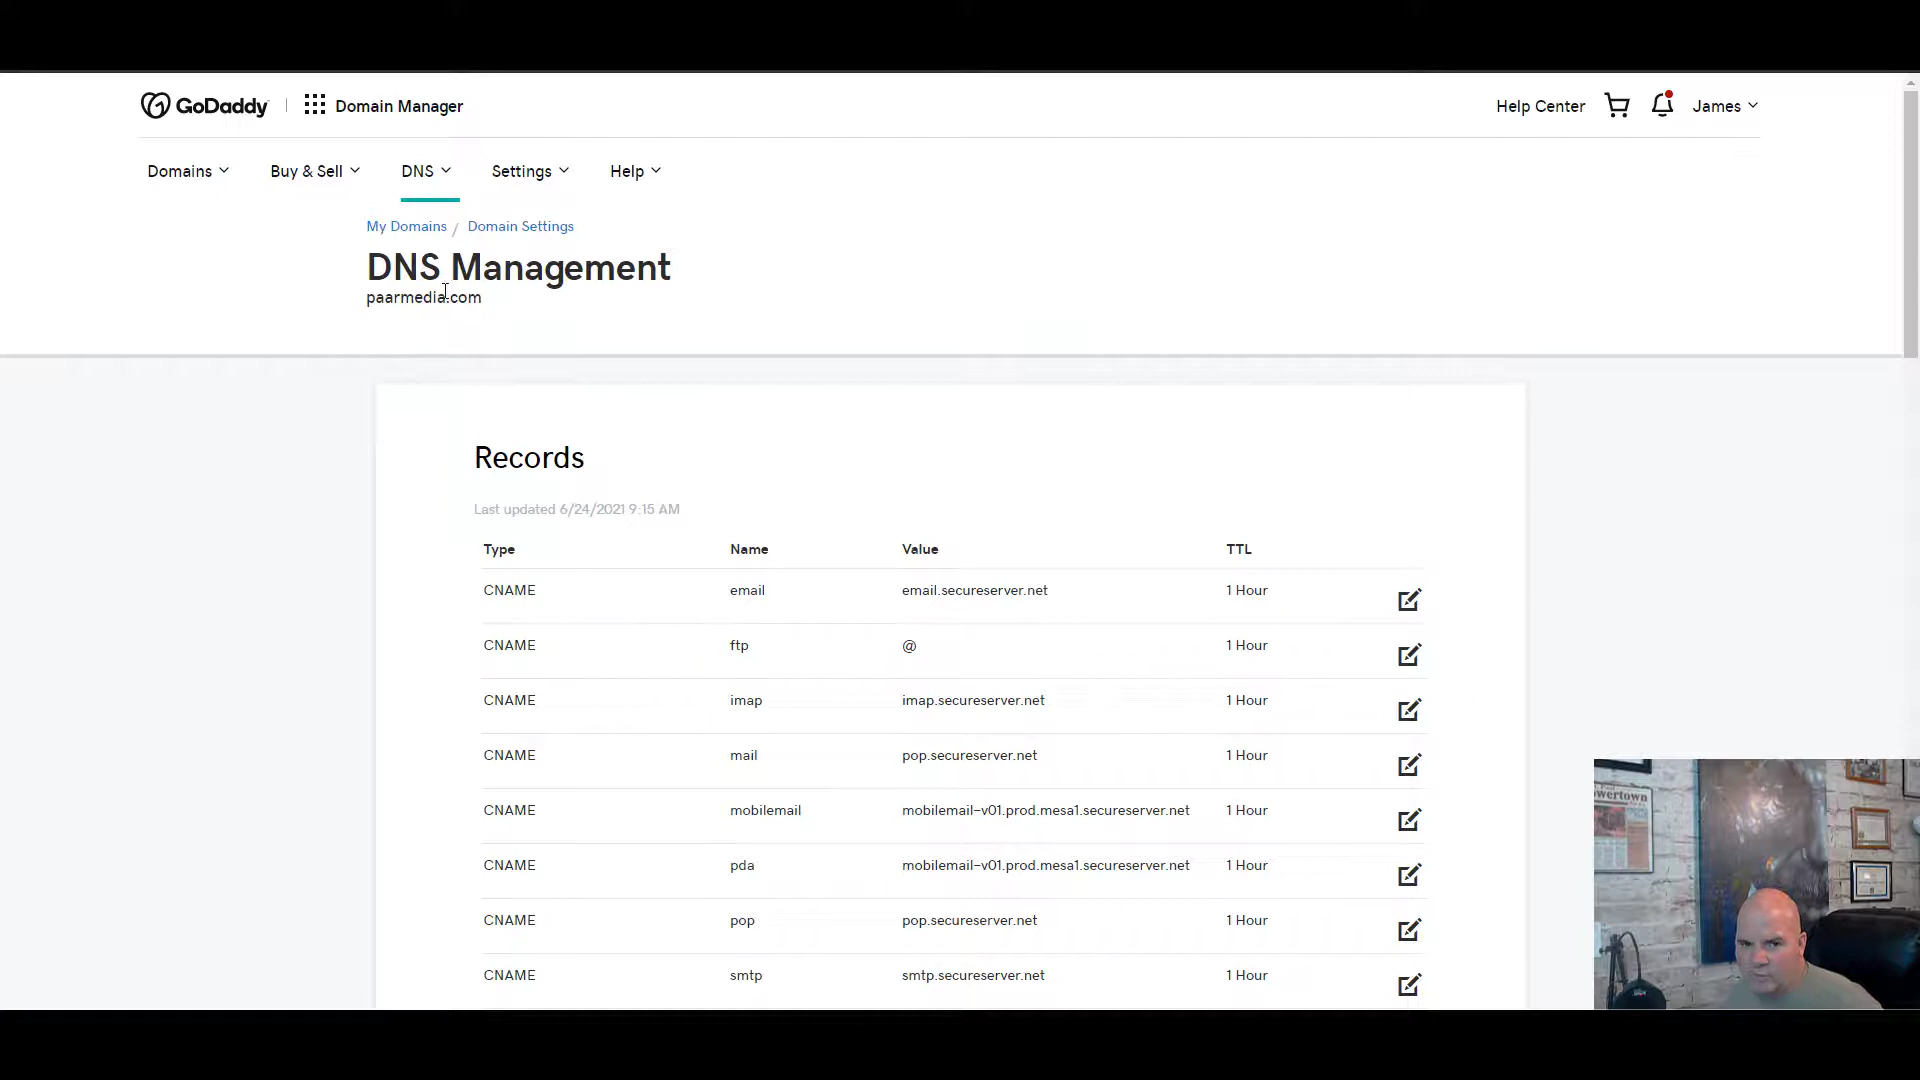 GoDaddy Domain Manager Help Center James
Domains Buy & Sell DNS Settings Help
My Domains / Domain Settings
DNS Management
paarmedia.com
Records
Last updated 6/24/2021 9:15 AM
Type Name Value TTL
CNAME email email.secureserver.net 1 Hour
CNAME ftp @ 1 Hour
CNAME imap imap.secureserver.net 1 Hour
CNAME mail pop.secureserver.net 1 Hour
CNAME mobilemail mobilemail-v01.prod.mesa1.secureserver.net 1 Hour
CNAME pda mobilemail-v01.prod.mesa1.secureserver.net 1 Hour
CNAME pop pop.secureserver.net 1 Hour
CNAME smtp smtp.secureserver.net 1 Hour